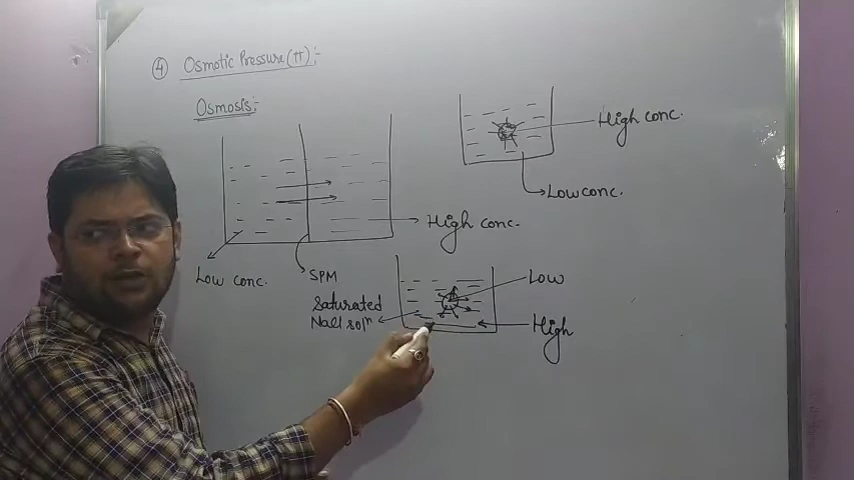 ④ Osmotic Pressure (π):-
Osmosis:-
High conc.
Low conc.
High conc.
Low conc.
SPM
Saturated
NaCl solⁿ
Low
High